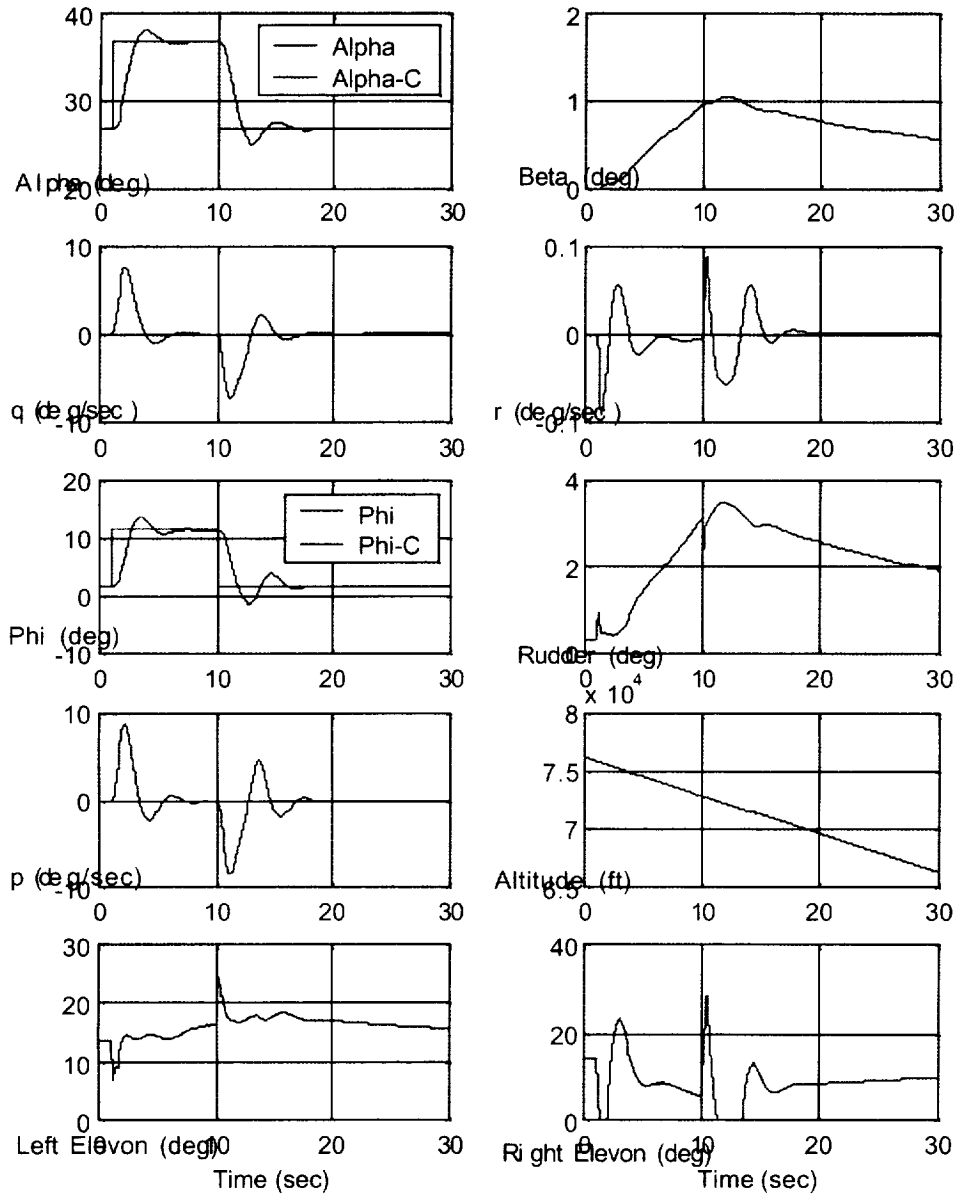 40
30
20
Alpha
Alpha-C
Alpha (deg)
0 10 20 30
2
1
0
Beta (deg)
0 10 20 30
10
0
-10
q (deg/sec)
0 10 20 30
0.1
0
-0.1
r (deg/sec)
0 10 20 30
20
10
0
-10
Phi
Phi-C
Phi (deg)
0 10 20 30
4
2
0
Rudder (deg)
0 10 20 30
10
0
-10
p (deg/sec)
0 10 20 30
x 10^4
8
7.5
7
6.5
Altitude (ft)
0 10 20 30
30
20
10
0
Left Elevon (deg)
0 10 20 30
Time (sec)
40
20
0
Right Elevon (deg)
0 10 20 30
Time (sec)